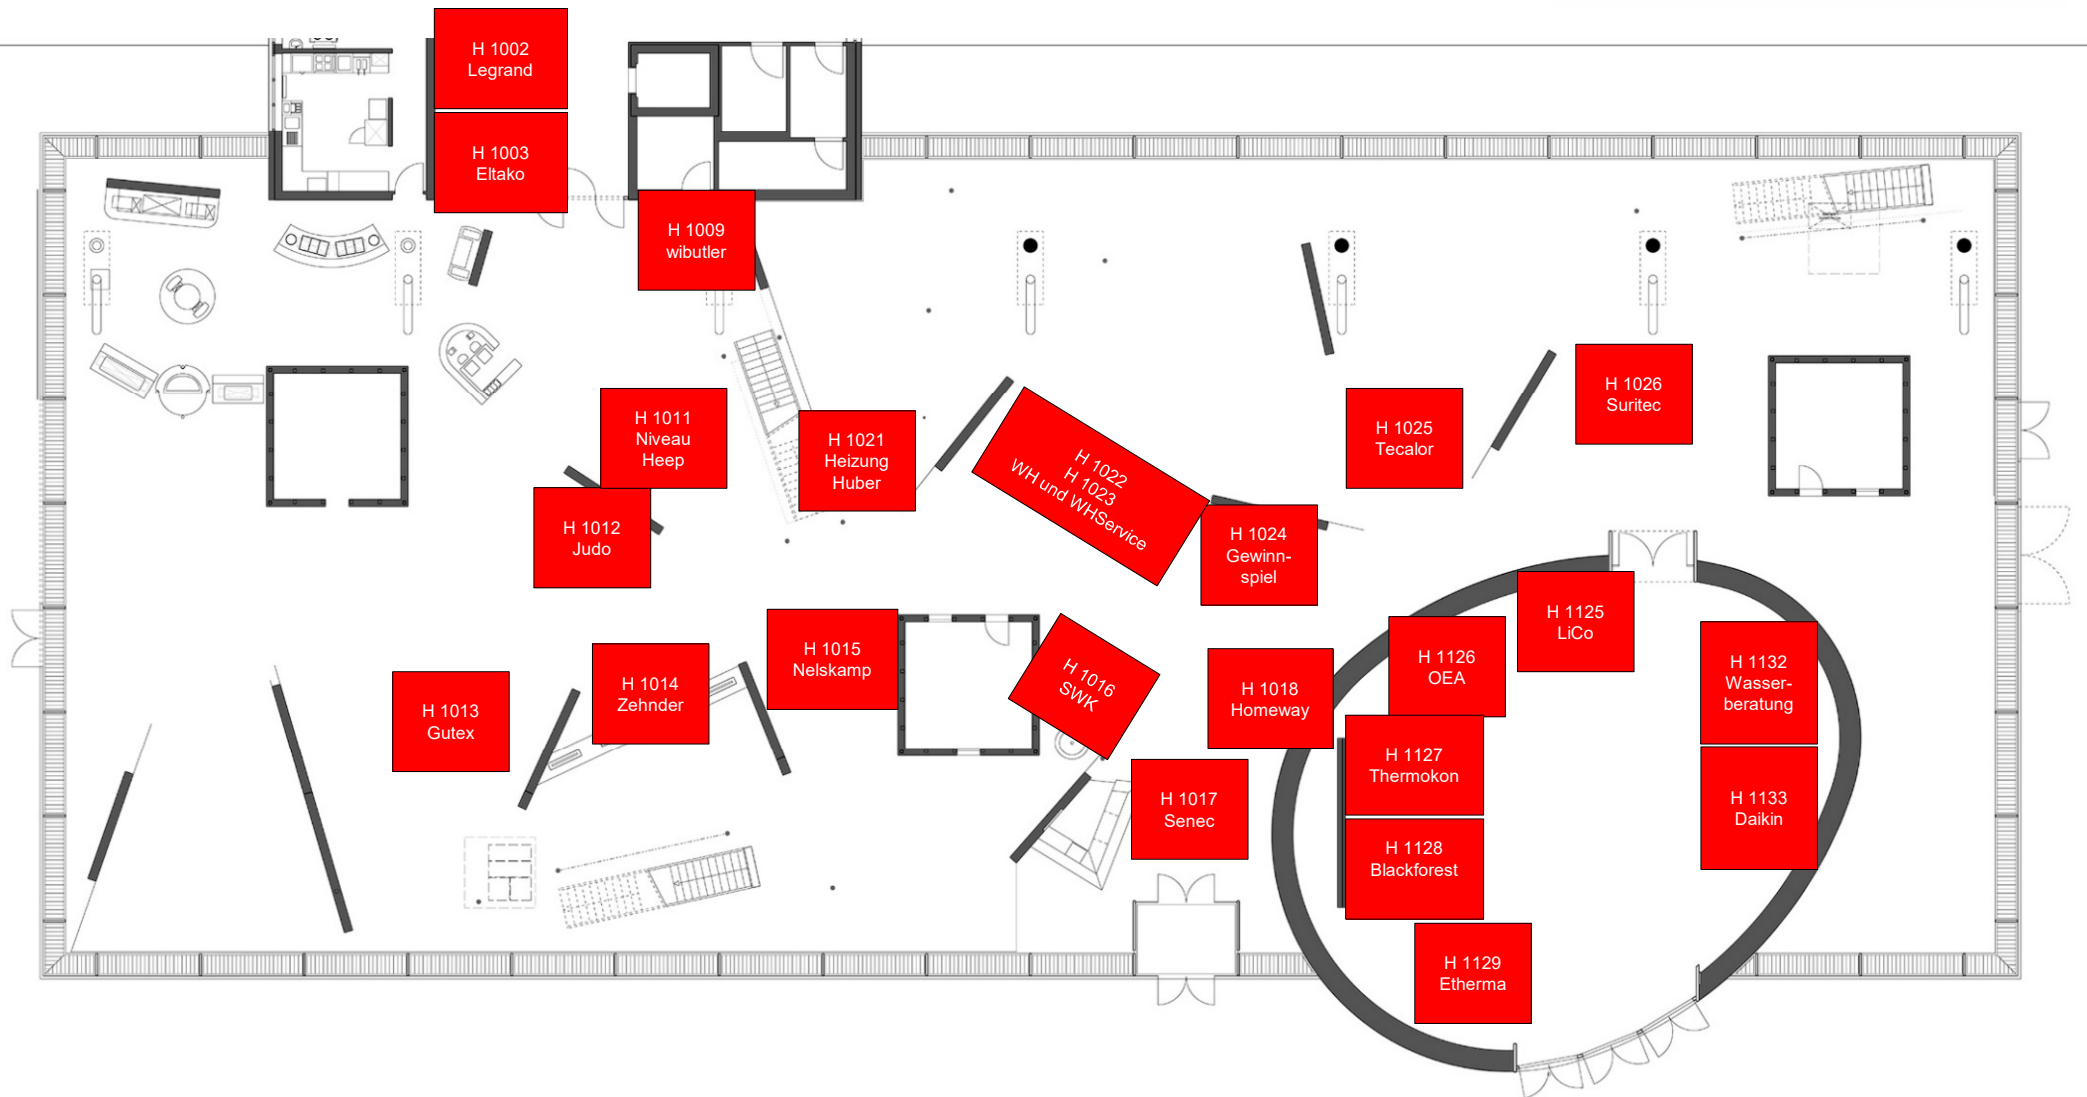 H 1002
Legrand
H 1003
Eltako
H 1009
wibutler
H 1011
Niveau
Heep
H 1012
Judo
H 1021
Heizung
Huber
H 1022
H 1023
WH und WHService
H 1024
Gewinn-
spiel
H 1025
Tecalor
H 1026
Suritec
H 1013
Gutex
H 1014
Zehnder
H 1015
Nelskamp
H 1016
SWK
H 1017
Senec
H 1018
Homeway
H 1125
LiCo
H 1126
OEA
H 1127
Thermokon
H 1128
Blackforest
H 1129
Etherma
H 1132
Wasser-
beratung
H 1133
Daikin